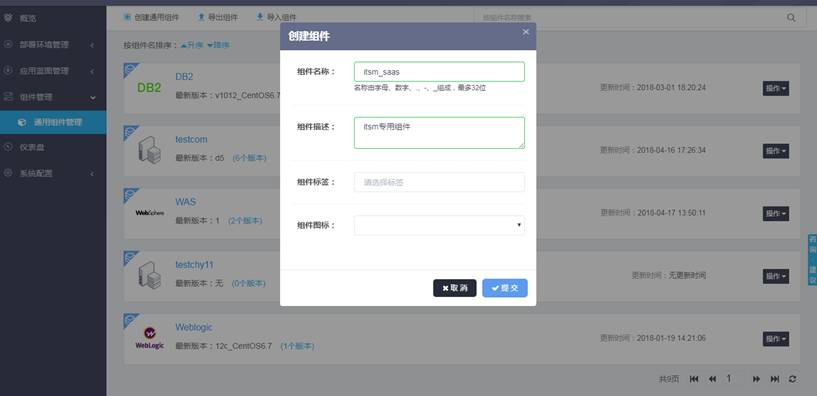 概览
部署环境管理
应用蓝图管理
组件管理
通用组件管理
仪表盘
系统配置
创建通用组件 导出组件 导入组件
按组件名称搜索
按组件名排序： 升序 降序
DB2
DB2
最新版本：v1012_CentOS6.7
更新时间：2018-03-01 18:20:24
操作
testcom
最新版本：d5 (6个版本)
更新时间：2018-04-16 17:26:34
操作
WebSphere
WAS
最新版本：1 (2个版本)
更新时间：2018-04-17 13:50:11
操作
testchy11
最新版本：无 (0个版本)
更新时间：无更新时间
操作
WebLogic
Weblogic
最新版本：12c_CentOS6.7 (1个版本)
更新时间：2018-01-19 14:21:06
操作
共9页 1
创建组件
×
组件名称： itsm_saas
名称由字母、数字、.、-、_组成，最多32位
组件描述： itsm专用组件
组件标签： 请选择标签
组件图标：
取消 提交
建议